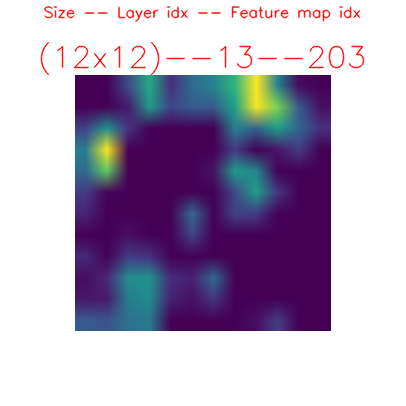 Size -- Layer idx -- Feature map idx
(12x12)--13--203